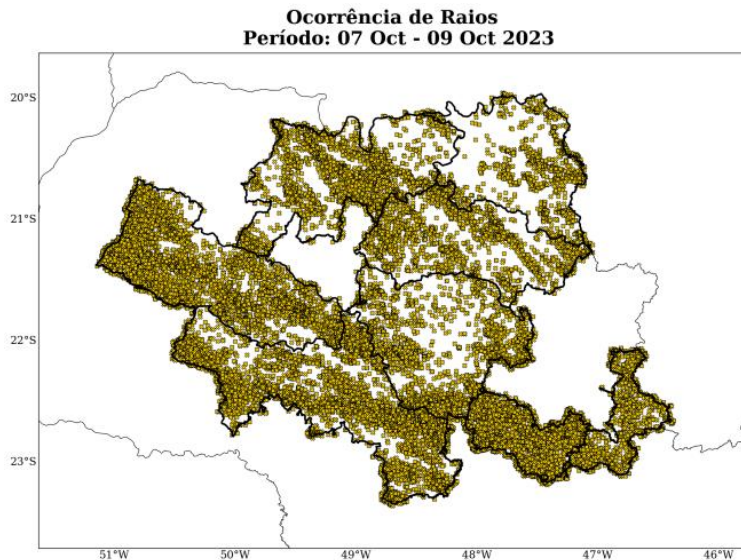 Ocorrência de Raios
Período: 07 Oct - 09 Oct 2023
20°S
21°S
22°S
23°S
51°W 50°W 49°W 48°W 47°W 46°W